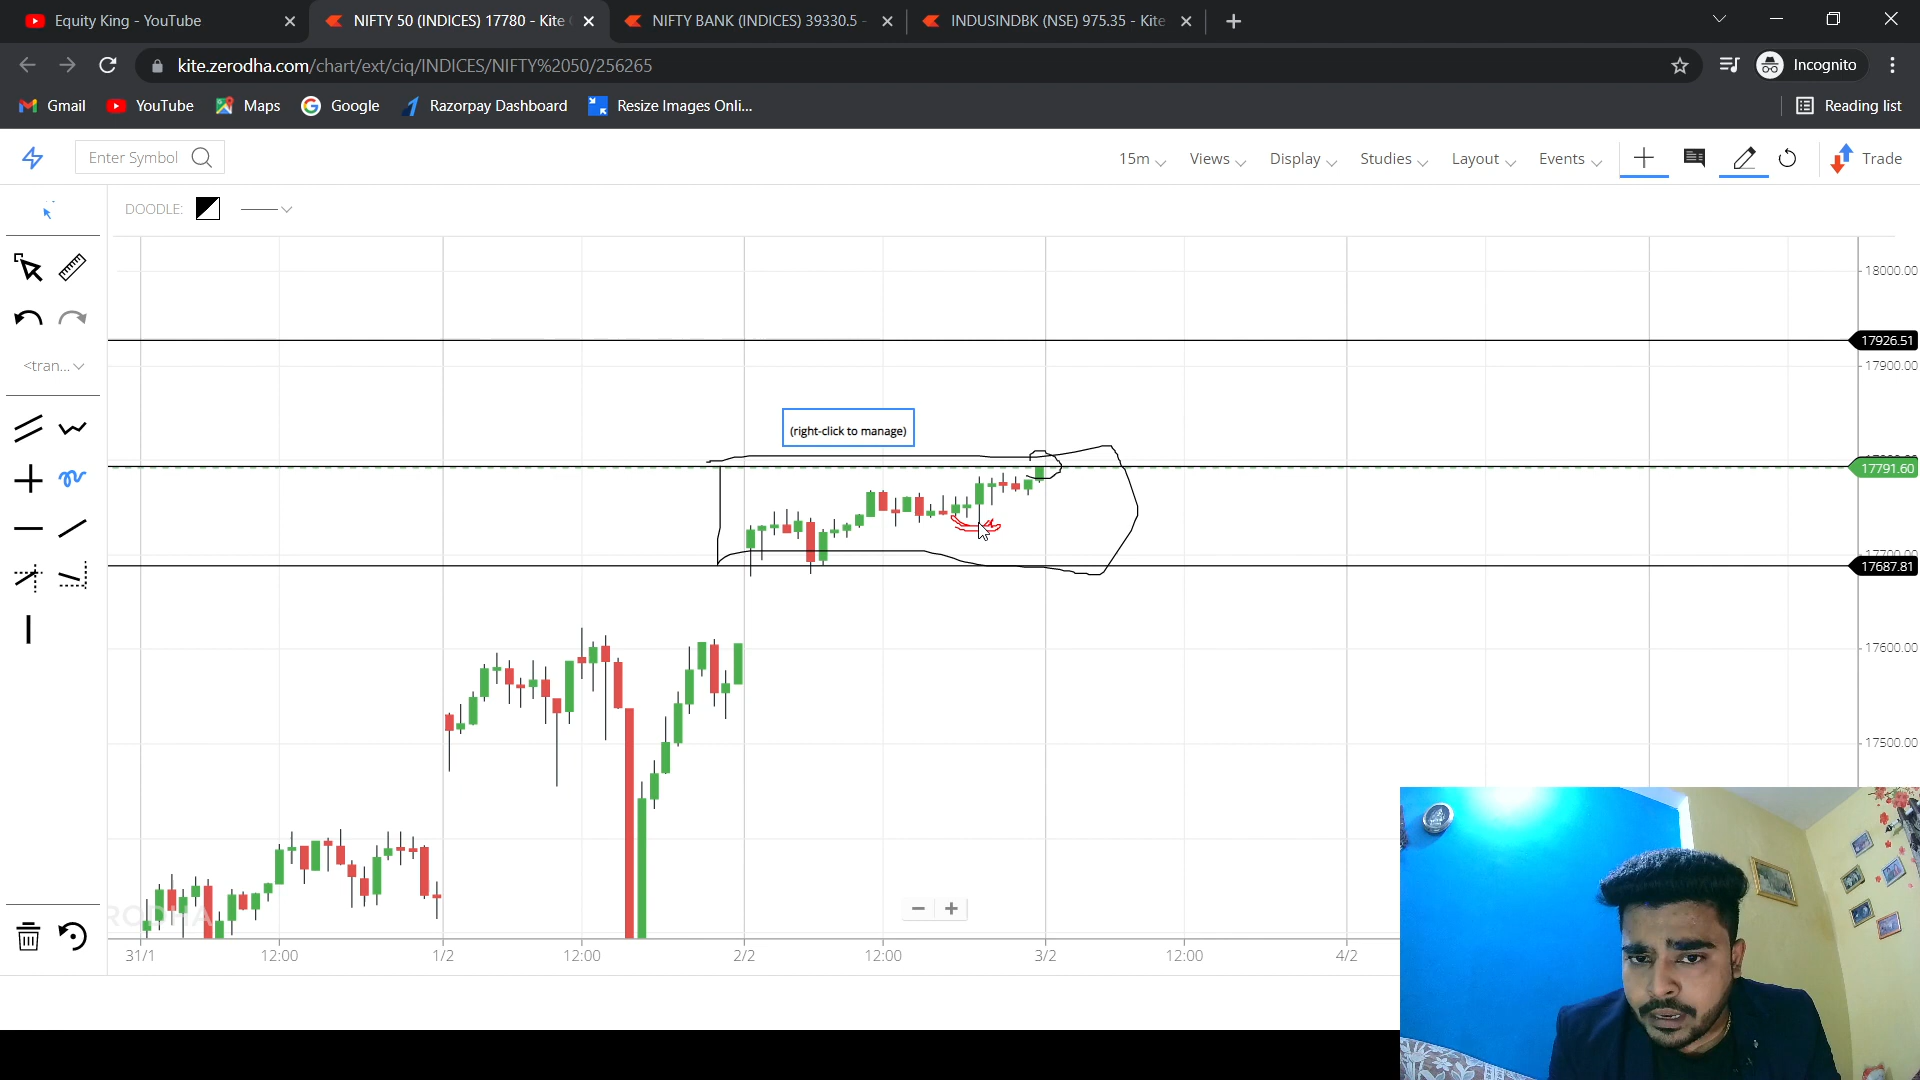 Equity King - YouTube
NIFTY 50 (INDICES) 17780 - Kite
NIFTY BANK (INDICES) 39330.5 -
INDUSINDBK (NSE) 975.35 - Kite
kite.zerodha.com/chart/ext/ciq/INDICES/NIFTY%2050/256265
Incognito
Gmail
YouTube
Maps
Google
Razorpay Dashboard
Resize Images Onli...
Reading list
Enter Symbol
15m
Views
Display
Studies
Layout
Events
Trade
DOODLE:
<tran...
18000.00
17926.51
17900.00
(right-click to manage)
17791.60
17687.81
17600.00
17500.00
31/1
12:00
1/2
12:00
2/2
12:00
3/2
12:00
4/2